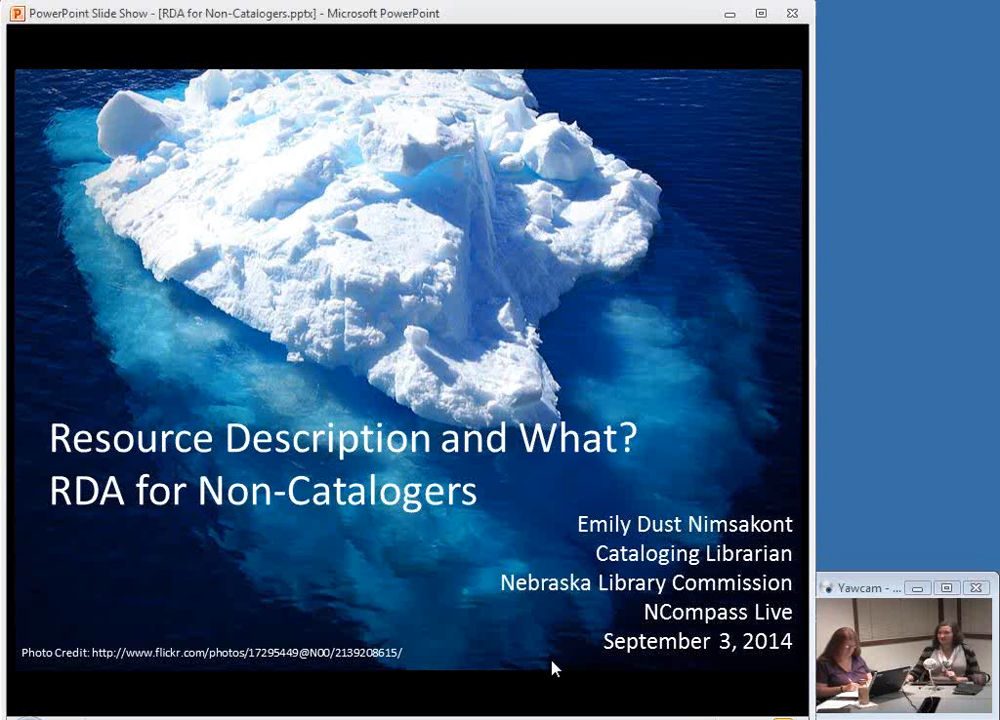 PowerPoint Slide Show - [RDA for Non-Catalogers.pptx] - Microsoft PowerPoint
Resource Description and What?
RDA for Non-Catalogers
Emily Dust Nimsakont
Cataloging Librarian
Nebraska Library Commission
NCompass Live
September 3, 2014
Photo Credit: http://www.flickr.com/photos/17295449@N00/2139208615/
Yawcam - ...